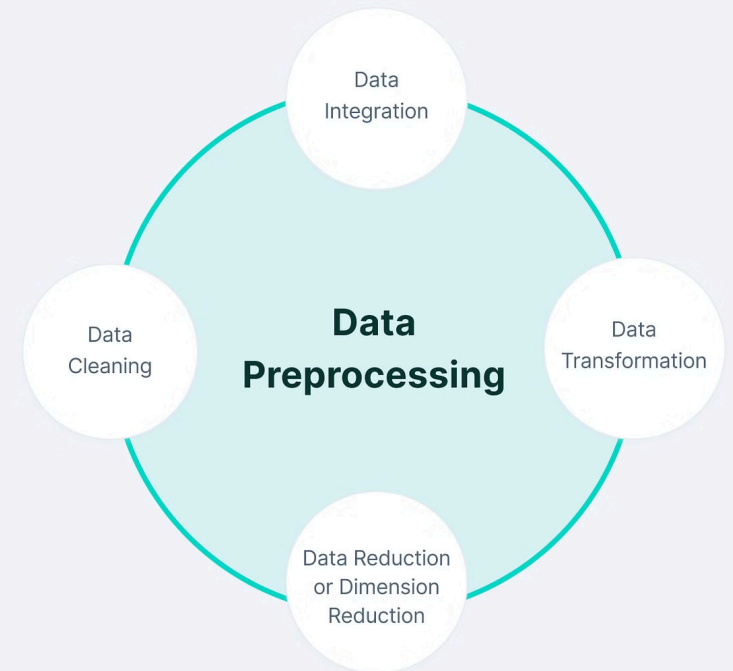 Data
Integration
Data
Cleaning
Data
Preprocessing
Data
Transformation
Data Reduction
or Dimension
Reduction